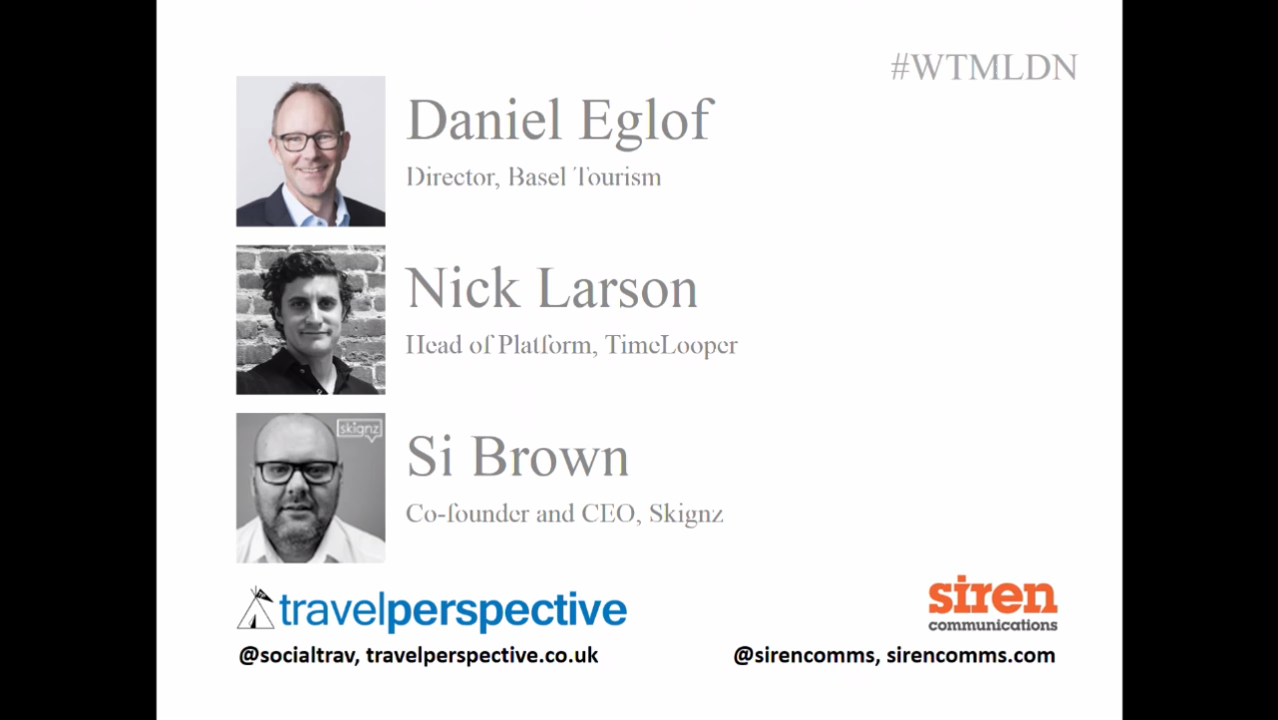 #WTMLDN
Daniel Eglof
Director, Basel Tourism
Nick Larson
Head of Platform, TimeLooper
skignz
Si Brown
Co-founder and CEO, Skignz
travelperspective
@socialtrav, travelperspective.co.uk
siren
communications
@sirencomms, sirencomms.com